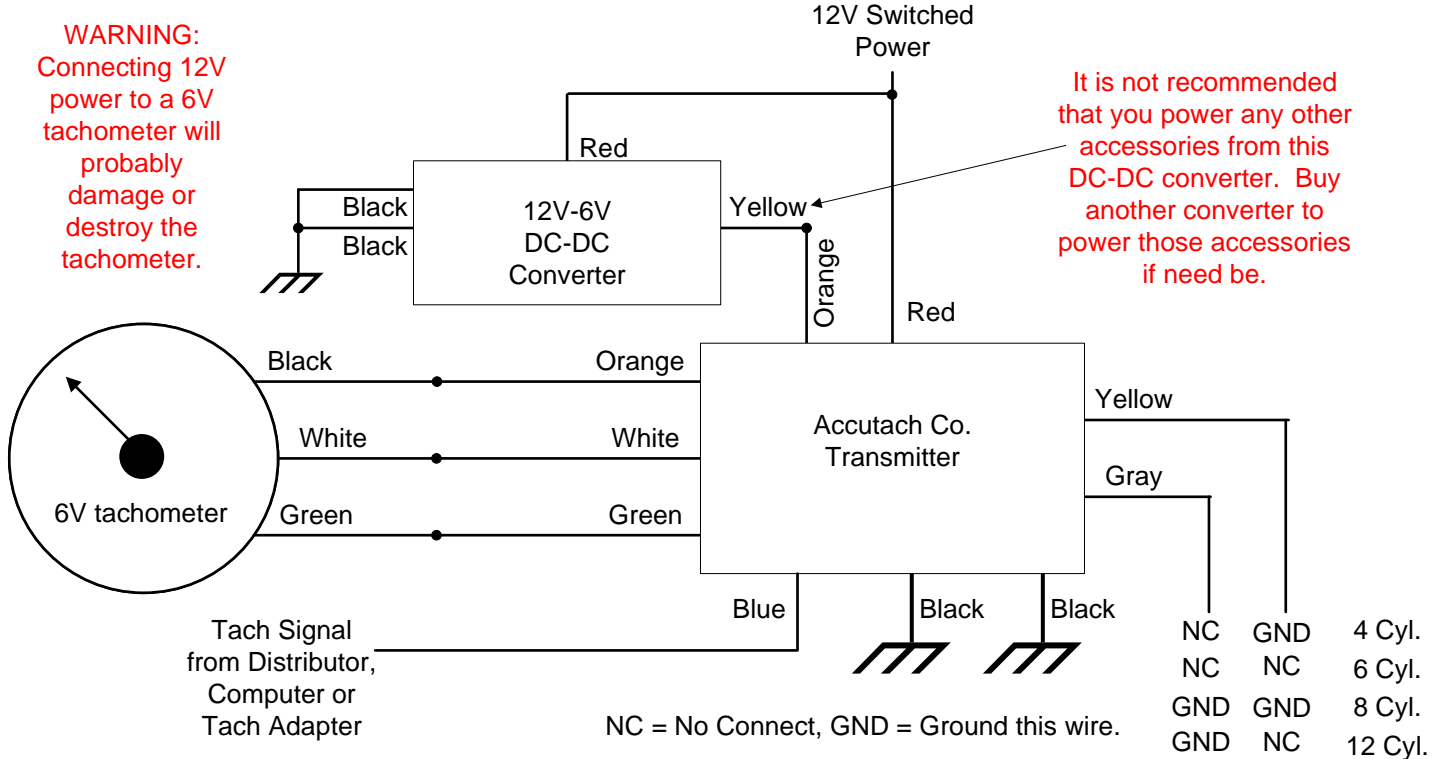 12V Switched
Power
WARNING:
Connecting 12V
power to a 6V
tachometer will
probably
damage or
destroy the
tachometer.
It is not recommended
that you power any other
accessories from this
DC-DC converter.  Buy
another converter to
power those accessories
if need be.
Red
Black
Black
12V-6V
DC-DC
Converter
Yellow
Orange
Red
Black
Orange
White
White
Green
Green
6V tachometer
Accutach Co.
Transmitter
Yellow
Gray
Blue
Black
Black
Tach Signal
from Distributor,
Computer or
Tach Adapter
NC = No Connect, GND = Ground this wire.
NC GND 4 Cyl.
NC NC 6 Cyl.
GND GND 8 Cyl.
GND NC 12 Cyl.